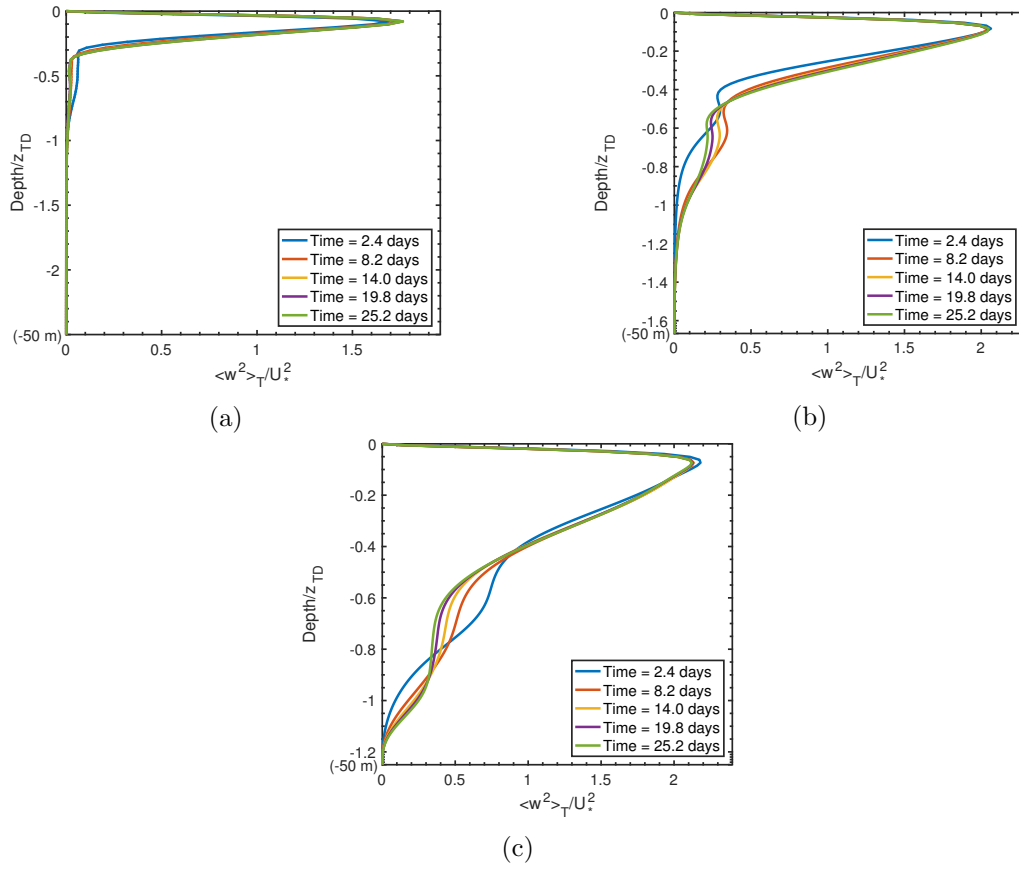 0
-0.5
-1
-1.5
-2
(-50 m)
Depth/z_TD
0 0.5 1 1.5
<w²>_T/U_*²
Time = 2.4 days
Time = 8.2 days
Time = 14.0 days
Time = 19.8 days
Time = 25.2 days
(a)
0
-0.2
-0.4
-0.6
-0.8
-1
-1.2
-1.4
-1.6
(-50 m)
Depth/z_TD
0 0.5 1 1.5 2
<w²>_T/U_*²
Time = 2.4 days
Time = 8.2 days
Time = 14.0 days
Time = 19.8 days
Time = 25.2 days
(b)
0
-0.2
-0.4
-0.6
-0.8
-1
-1.2
(-50 m)
Depth/z_TD
0 0.5 1 1.5 2
<w²>_T/U_*²
Time = 2.4 days
Time = 8.2 days
Time = 14.0 days
Time = 19.8 days
Time = 25.2 days
(c)